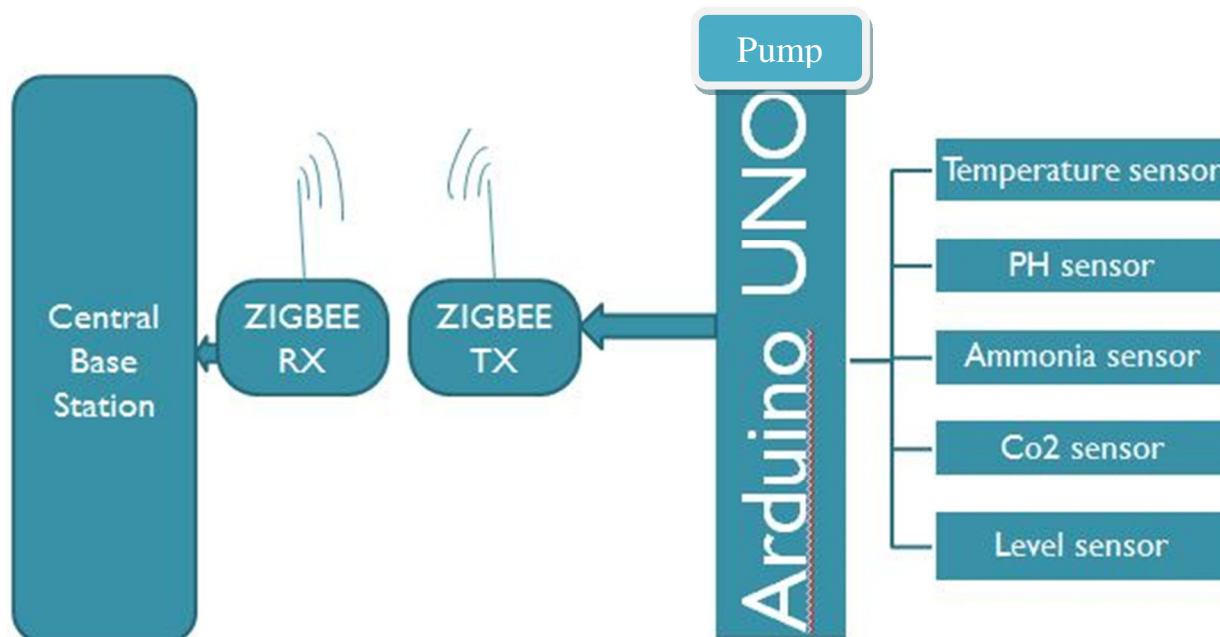 Pump
Central
Base
Station
ZIGBEE
RX
ZIGBEE
TX
Arduino UNO
Temperature sensor
PH sensor
Ammonia sensor
Co2 sensor
Level sensor